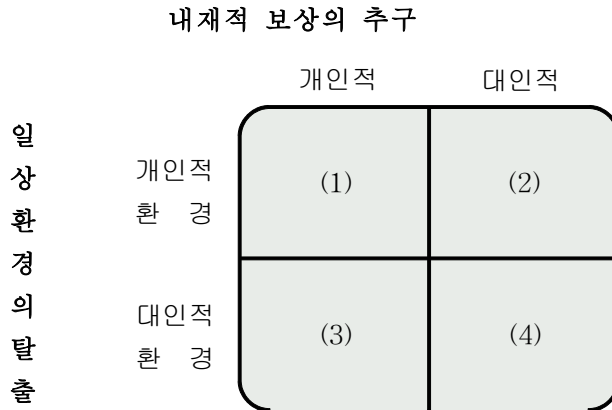 내재적 보상의 추구
개인적 대인적
일상환경의탈출
개인적
환 경
(1) (2)
대인적
환 경
(3) (4)